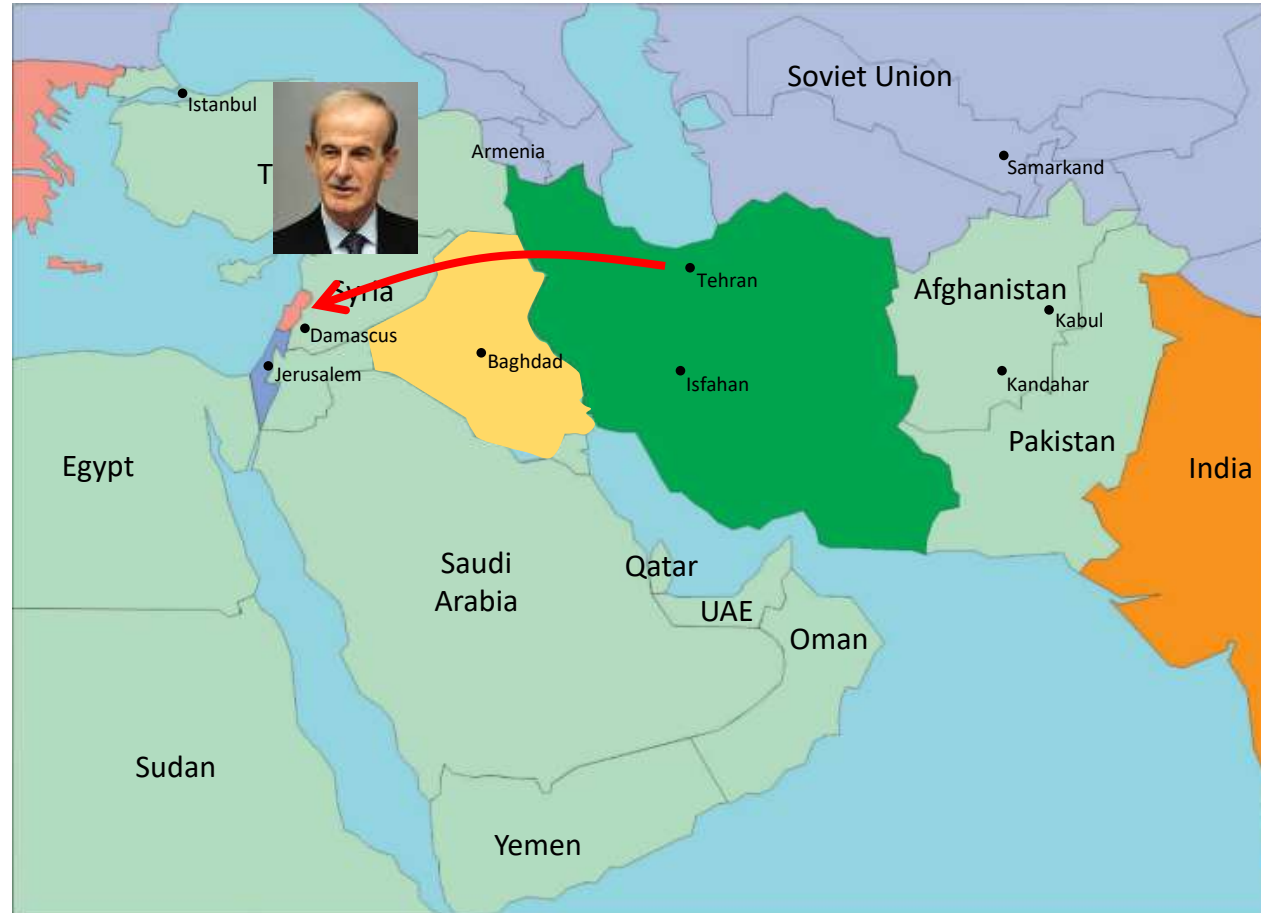 Soviet Union
Istanbul
T
Armenia
Samarkand
Tehran
Syria
Afghanistan
Kabul
Damascus
Baghdad
Jerusalem
Isfahan
Kandahar
Pakistan
Egypt
India
Saudi
Arabia
Qatar
UAE
Oman
Sudan
Yemen